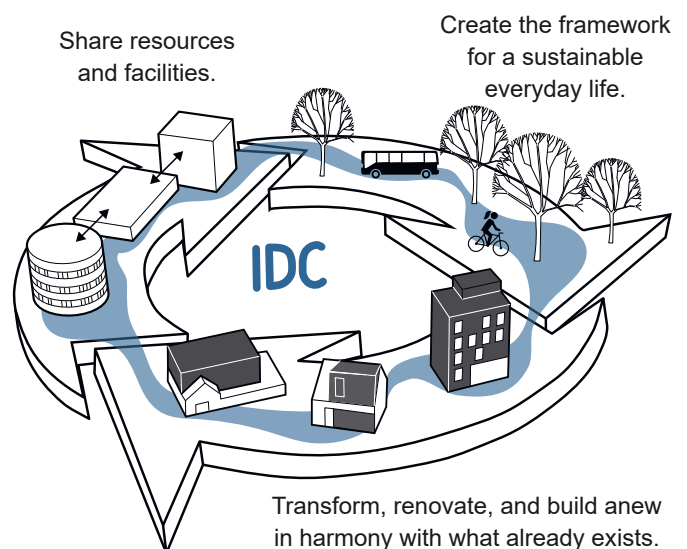 Share resources
and facilities.
Create the framework
for a sustainable
everyday life.
IDC
Transform, renovate, and build anew
in harmony with what already exists.